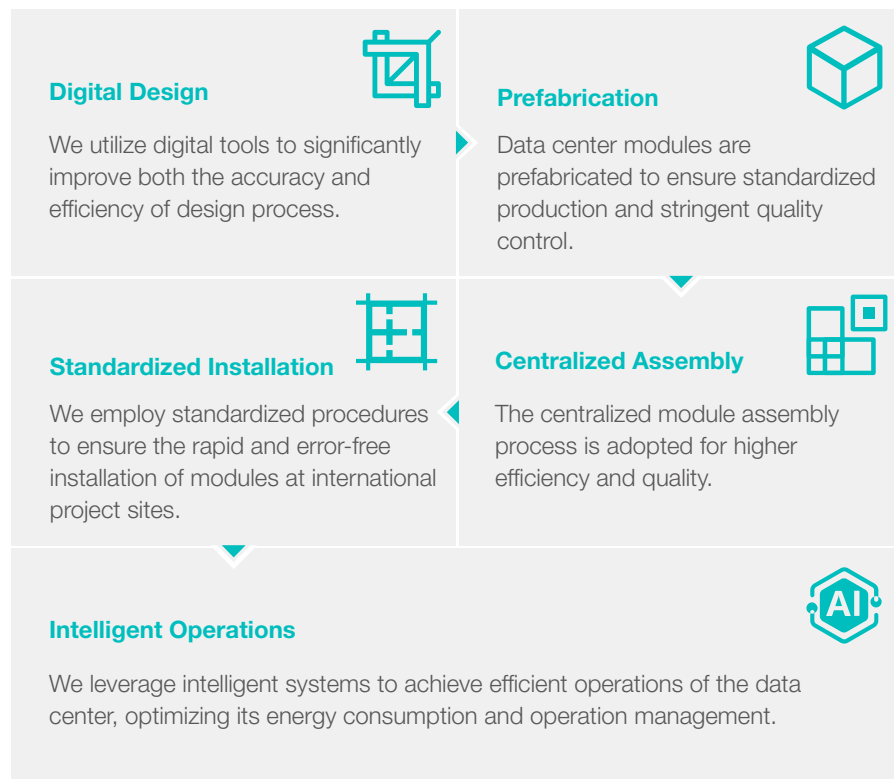 Digital Design
We utilize digital tools to significantly
improve both the accuracy and
efficiency of design process.
Prefabrication
Data center modules are
prefabricated to ensure standardized
production and stringent quality
control.
Centralized Assembly
The centralized module assembly
process is adopted for higher
efficiency and quality.
Standardized Installation
We employ standardized procedures
to ensure the rapid and error-free
installation of modules at international
project sites.
AI
Intelligent Operations
We leverage intelligent systems to achieve efficient operations of the data
center, optimizing its energy consumption and operation management.